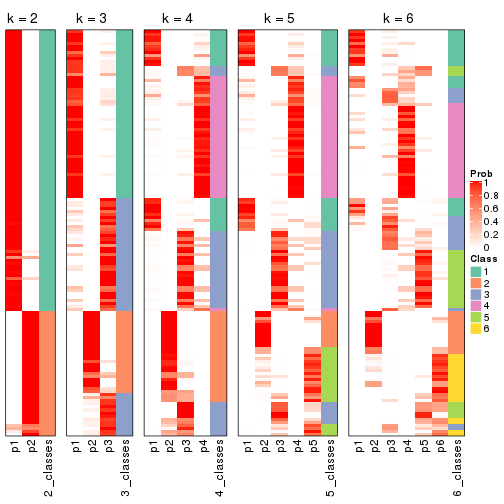 k = 2
k = 3
k = 4
k = 5
k = 6
Prob
1
0.8
0.6
0.4
0.2
0
Class
1
2
3
4
5
6
p1
p2
2_classes
p1
p2
p3
3_classes
p1
p2
p3
p4
4_classes
p1
p2
p3
p4
p5
5_classes
p1
p2
p3
p4
p5
p6
6_classes